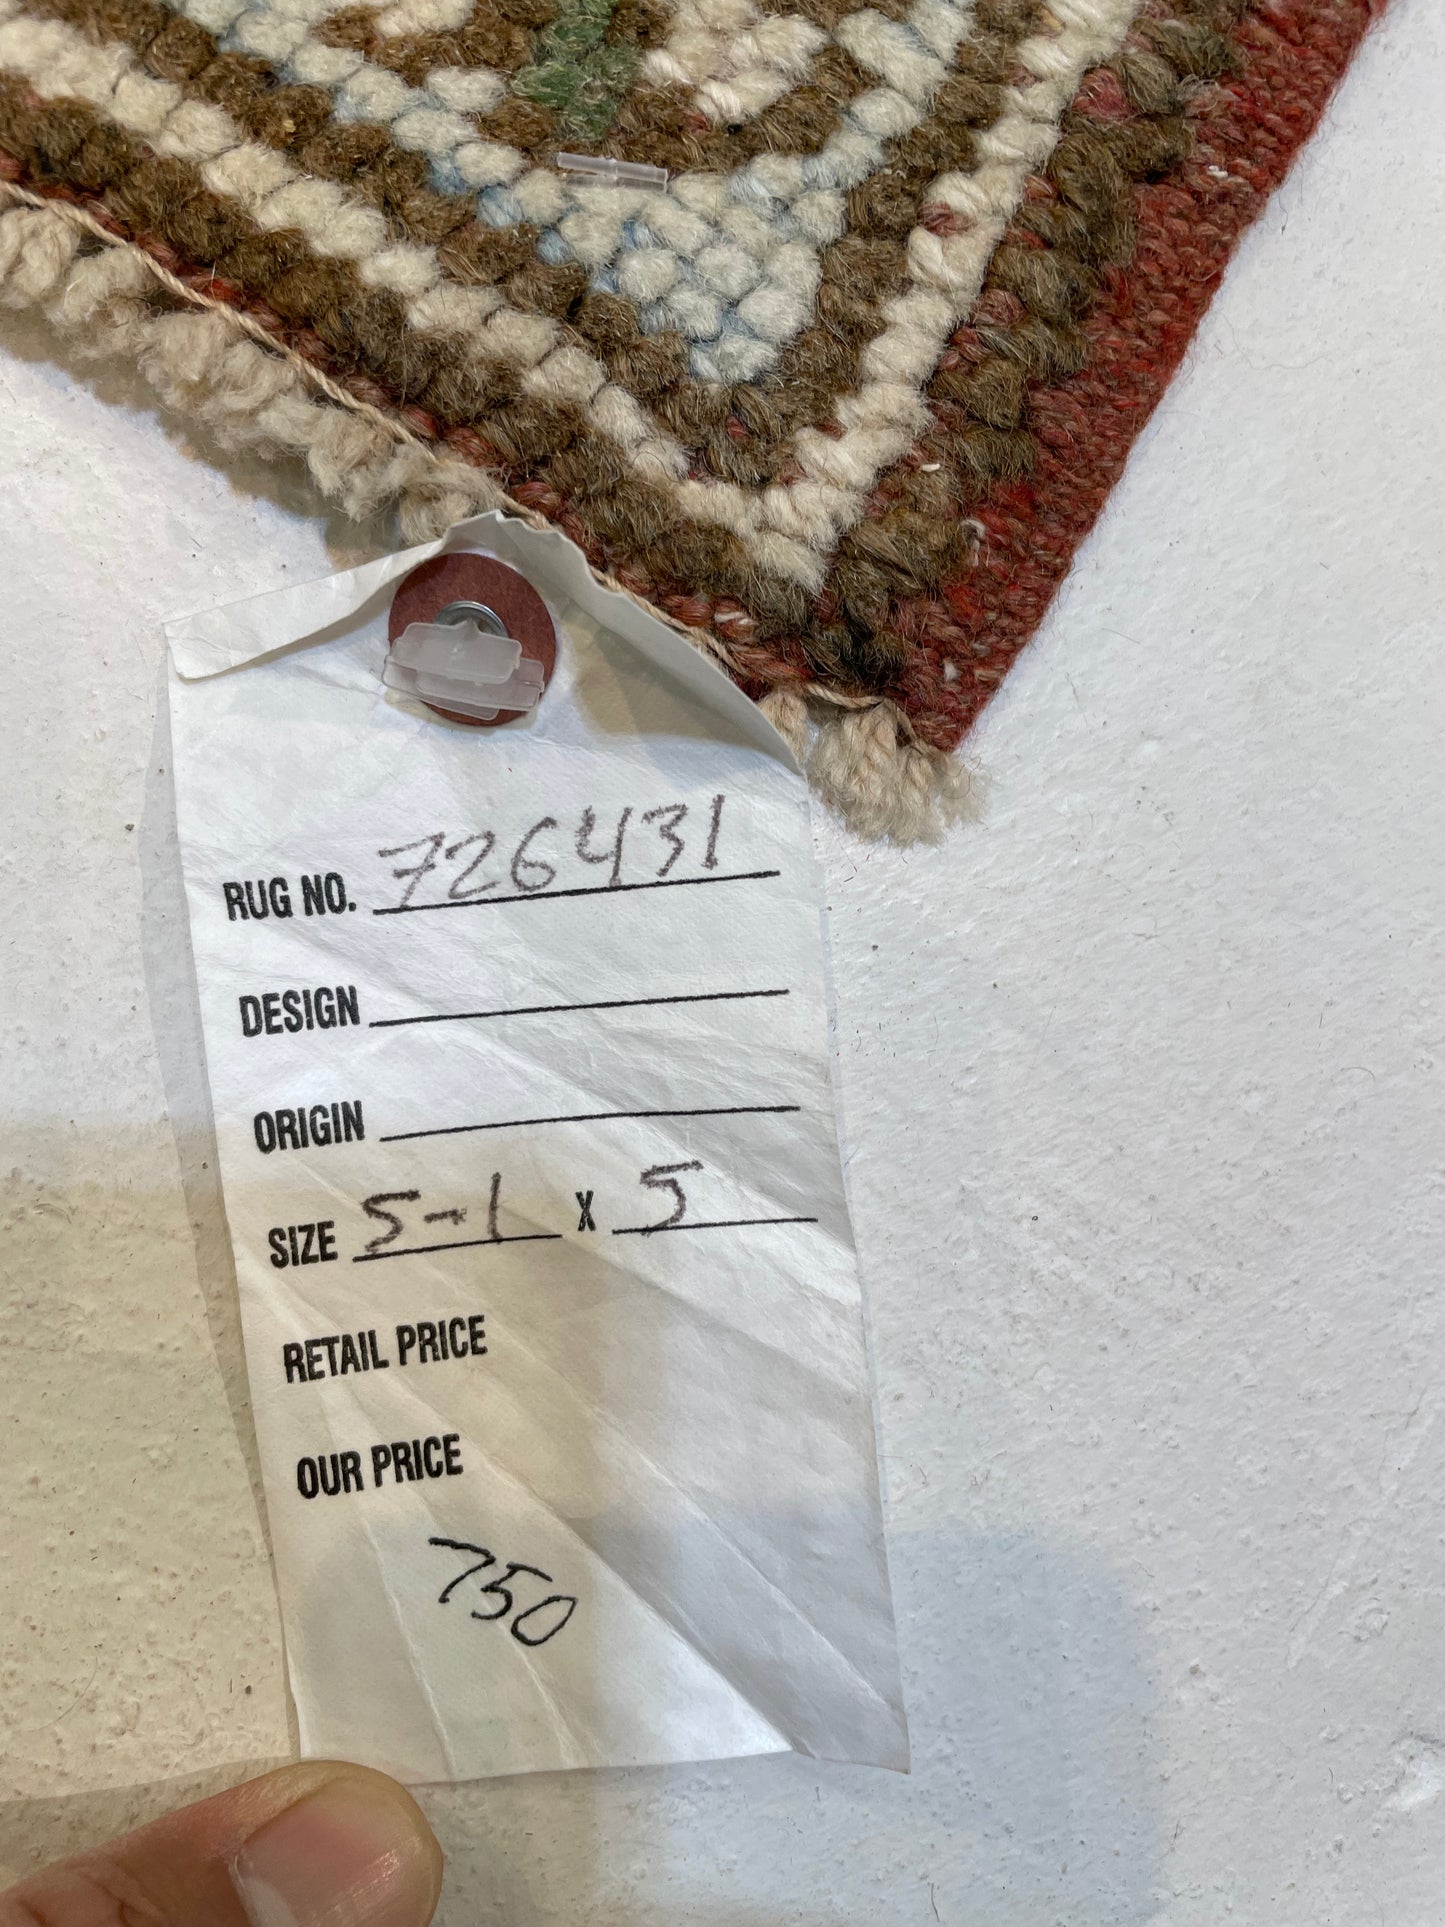 RUG NO. 726431
DESIGN
ORIGIN
SIZE 5-1 X 5
RETAIL PRICE
OUR PRICE
750